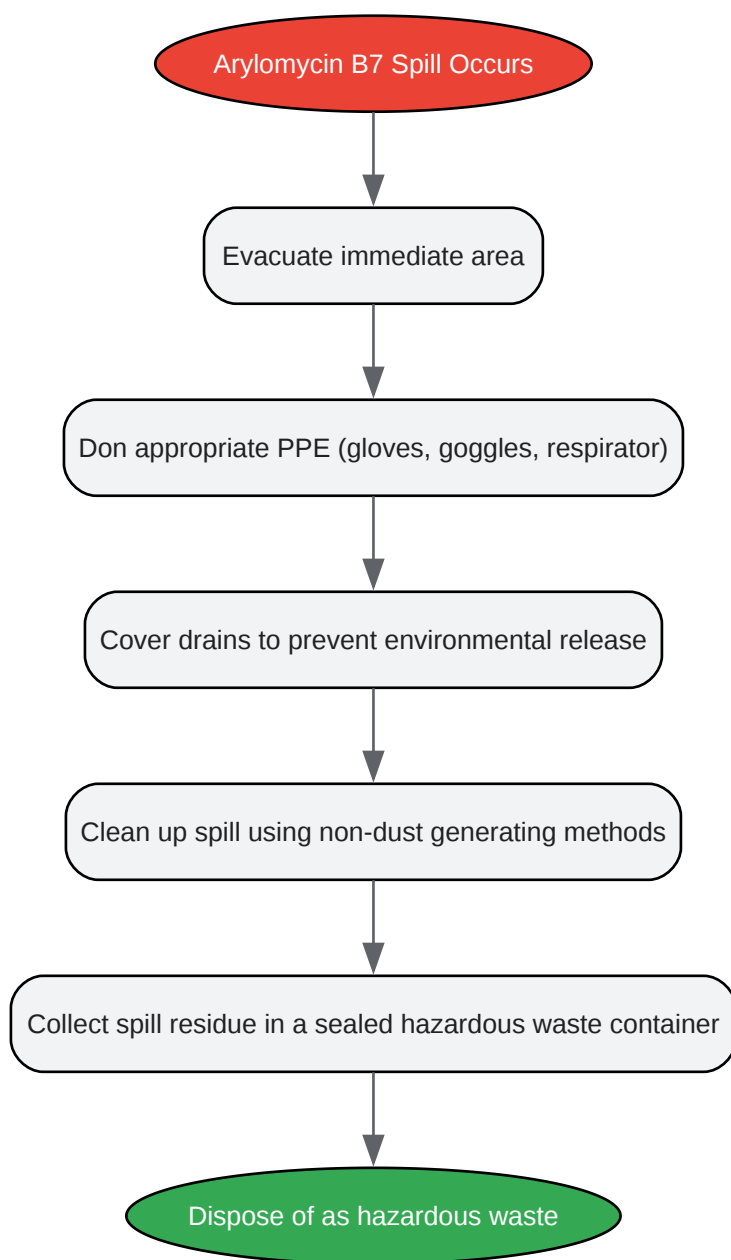 Arylomycin B7 Spill Occurs
Evacuate immediate area
Don appropriate PPE (gloves, goggles, respirator)
Cover drains to prevent environmental release
Clean up spill using non-dust generating methods
Collect spill residue in a sealed hazardous waste container
Dispose of as hazardous waste